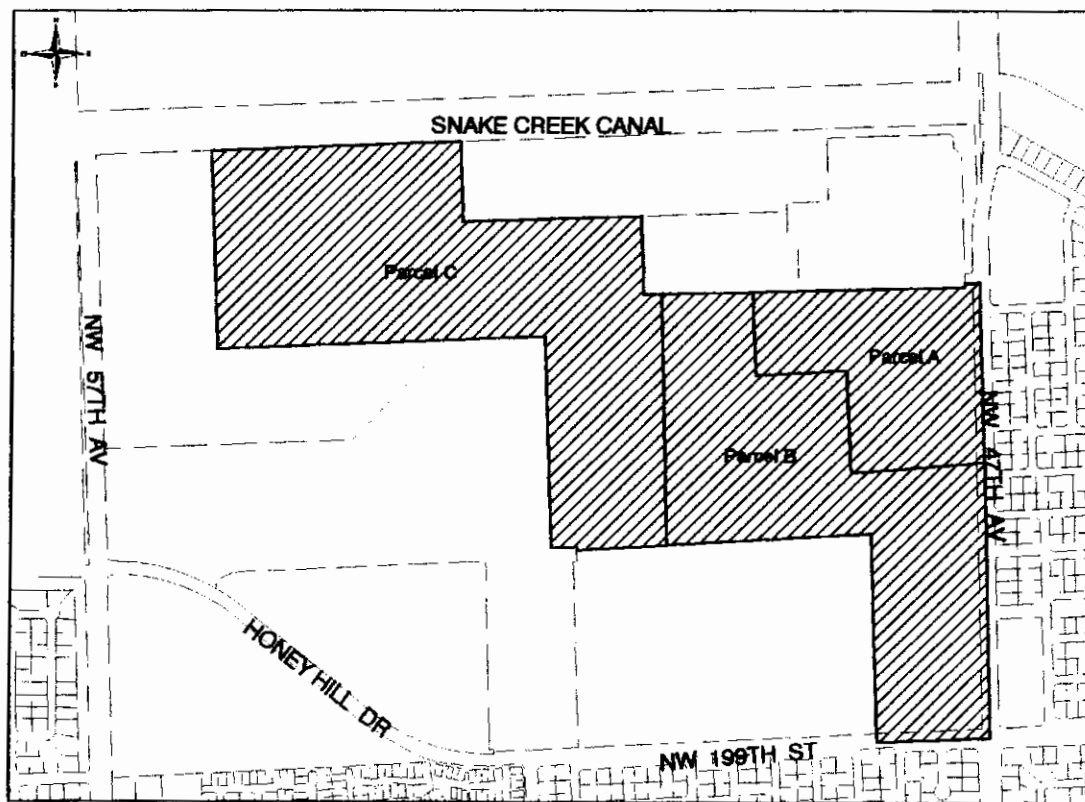 SNAKE CREEK CANAL
Parcel C
Parcel A
NW 57TH AV
NW 47TH AV
Parcel B
HONEY HILL DR
NW 199TH ST